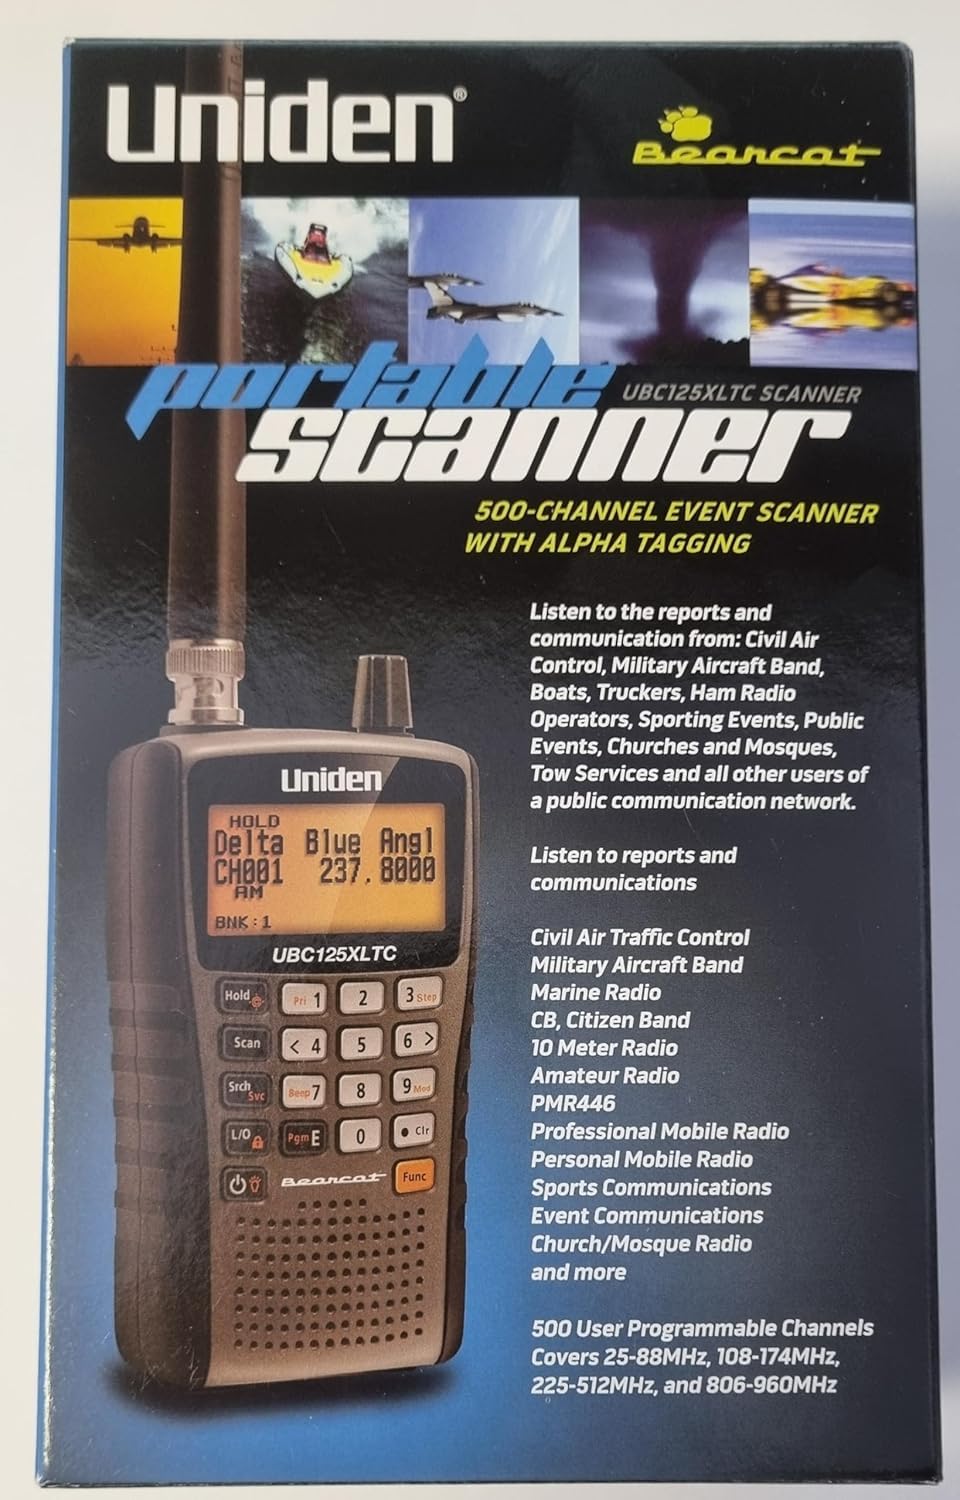 Uniden®
Bearcat
portable
UBC125XLTC SCANNER
scanner
500-CHANNEL EVENT SCANNER
WITH ALPHA TAGGING
Listen to the reports and
communication from: Civil Air
Control, Military Aircraft Band,
Boats, Truckers, Ham Radio
Operators, Sporting Events, Public
Events, Churches and Mosques,
Tow Services and all other users of
a public communication network.
Listen to reports and
communications
Civil Air Traffic Control
Military Aircraft Band
Marine Radio
CB, Citizen Band
10 Meter Radio
Amateur Radio
PMR446
Professional Mobile Radio
Personal Mobile Radio
Sports Communications
Event Communications
Church/Mosque Radio
and more
500 User Programmable Channels
Covers 25-88MHz, 108-174MHz,
225-512MHz, and 806-960MHz
Uniden
HOLD
Delta Blue Angl
CH001 237.8000
AM
BNK:1
UBC125XLTC
Hold Pri 1 2 3 Step
Scan < 4 5 6 >
Srch Svc Beep 7 8 9 Mod
L/O Pgm E 0 • Clr
Bearcat Func